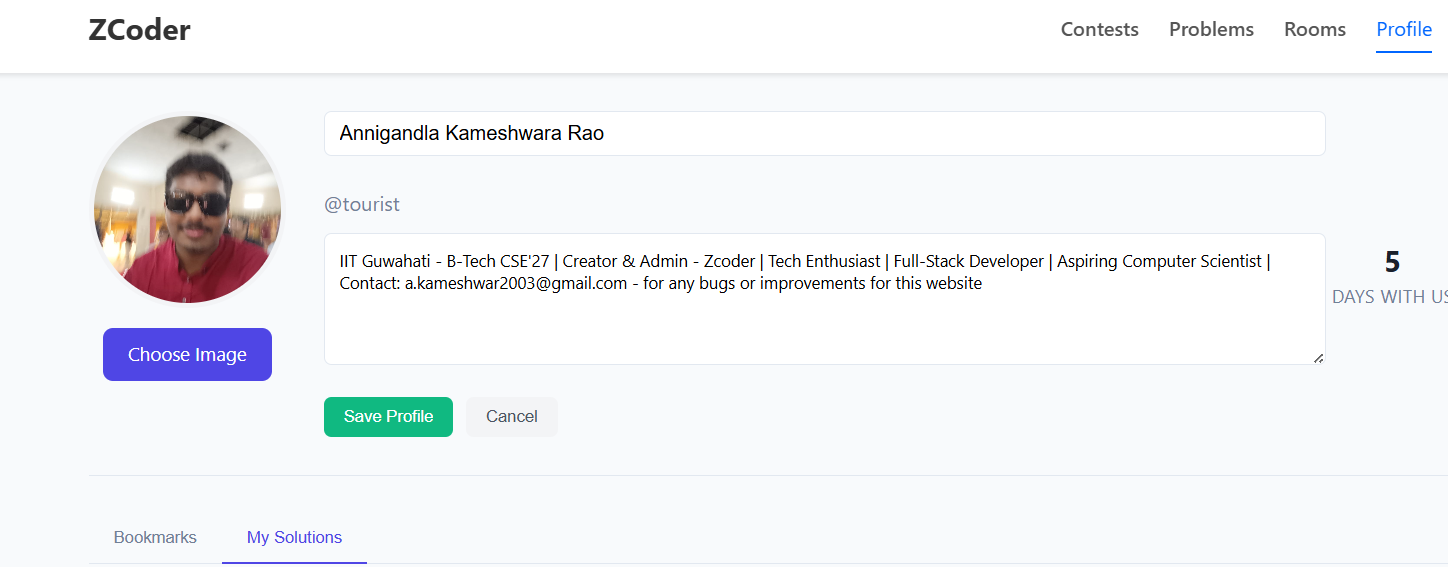 ZCoder
Contests Problems Rooms Profile
Annigandla Kameshwara Rao
@tourist
IIT Guwahati - B-Tech CSE'27 | Creator & Admin - Zcoder | Tech Enthusiast | Full-Stack Developer | Aspiring Computer Scientist |
Contact: a.kameshwar2003@gmail.com - for any bugs or improvements for this website
5
DAYS WITH US
Choose Image
Save Profile Cancel
Bookmarks My Solutions